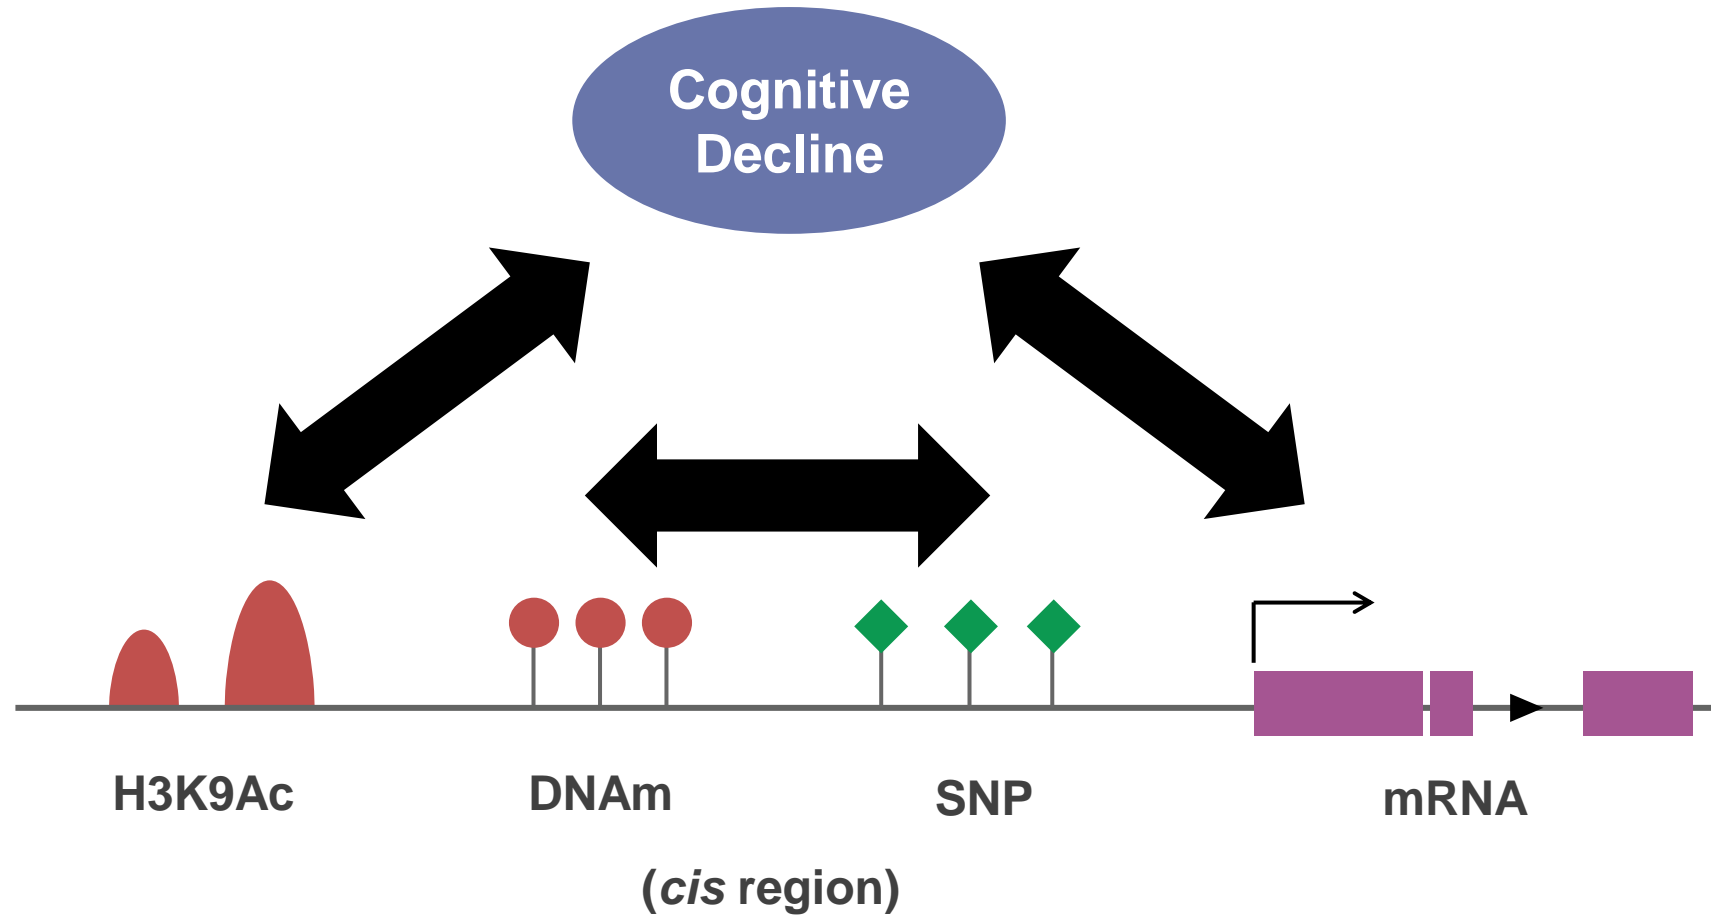 Cognitive
Decline
H3K9Ac
DNAm
SNP
mRNA
(cis region)